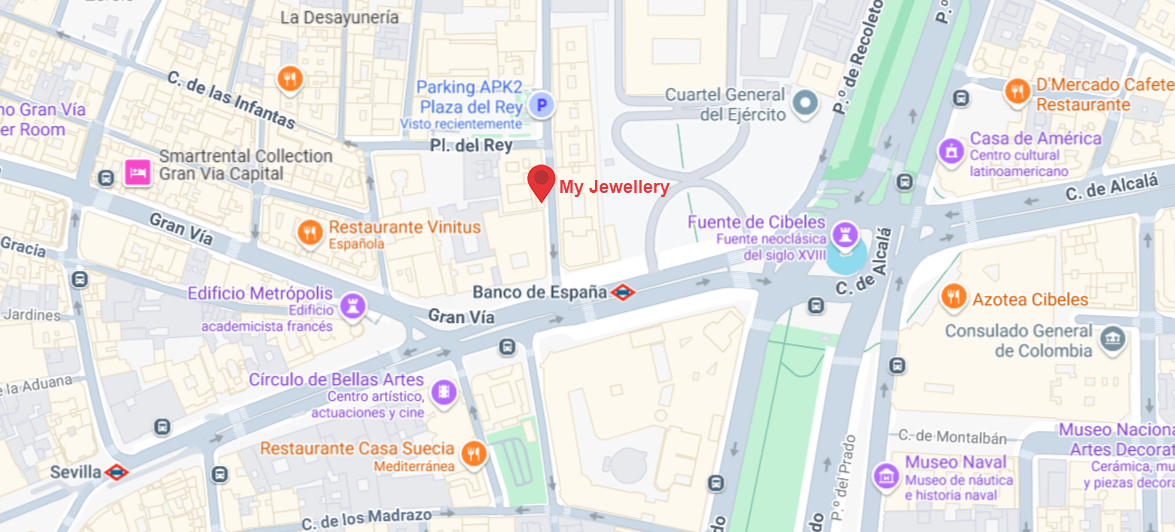 La Desayunería
C. de las Infantas
Parking APK2
Plaza del Rey
Visto recientemente
P
Pl. del Rey
Cuartel General
del Ejército
P.º de Recoletos
P.º
D'Mercado Cafete
Restaurante
Casa de América
Centro cultural
latinoamericano
no Gran Vía
er Room
Smartrental Collection
Gran Via Capital
My Jewellery
C. de Alcalá
Gran Vía
Restaurante Vinitus
Española
Fuente de Cibeles
Fuente neoclásica
del siglo XVIII
C. de Alcalá
Gracia
Banco de España
Edificio Metrópolis
Edificio
academicista francés
Gran Vía
Jardines
Azotea Cibeles
Consulado General
de Colombia
e la Aduana
Círculo de Bellas Artes
Centro artístico,
actuaciones y cine
Restaurante Casa Suecia
Mediterránea
Sevilla
C. de Montalbán
Museo Naciona
Artes Decorat
Cerámica, mu
y piezas decora
Museo Naval
Museo de náutica
e historia naval
P.º del Prado
C. de los Madrazo